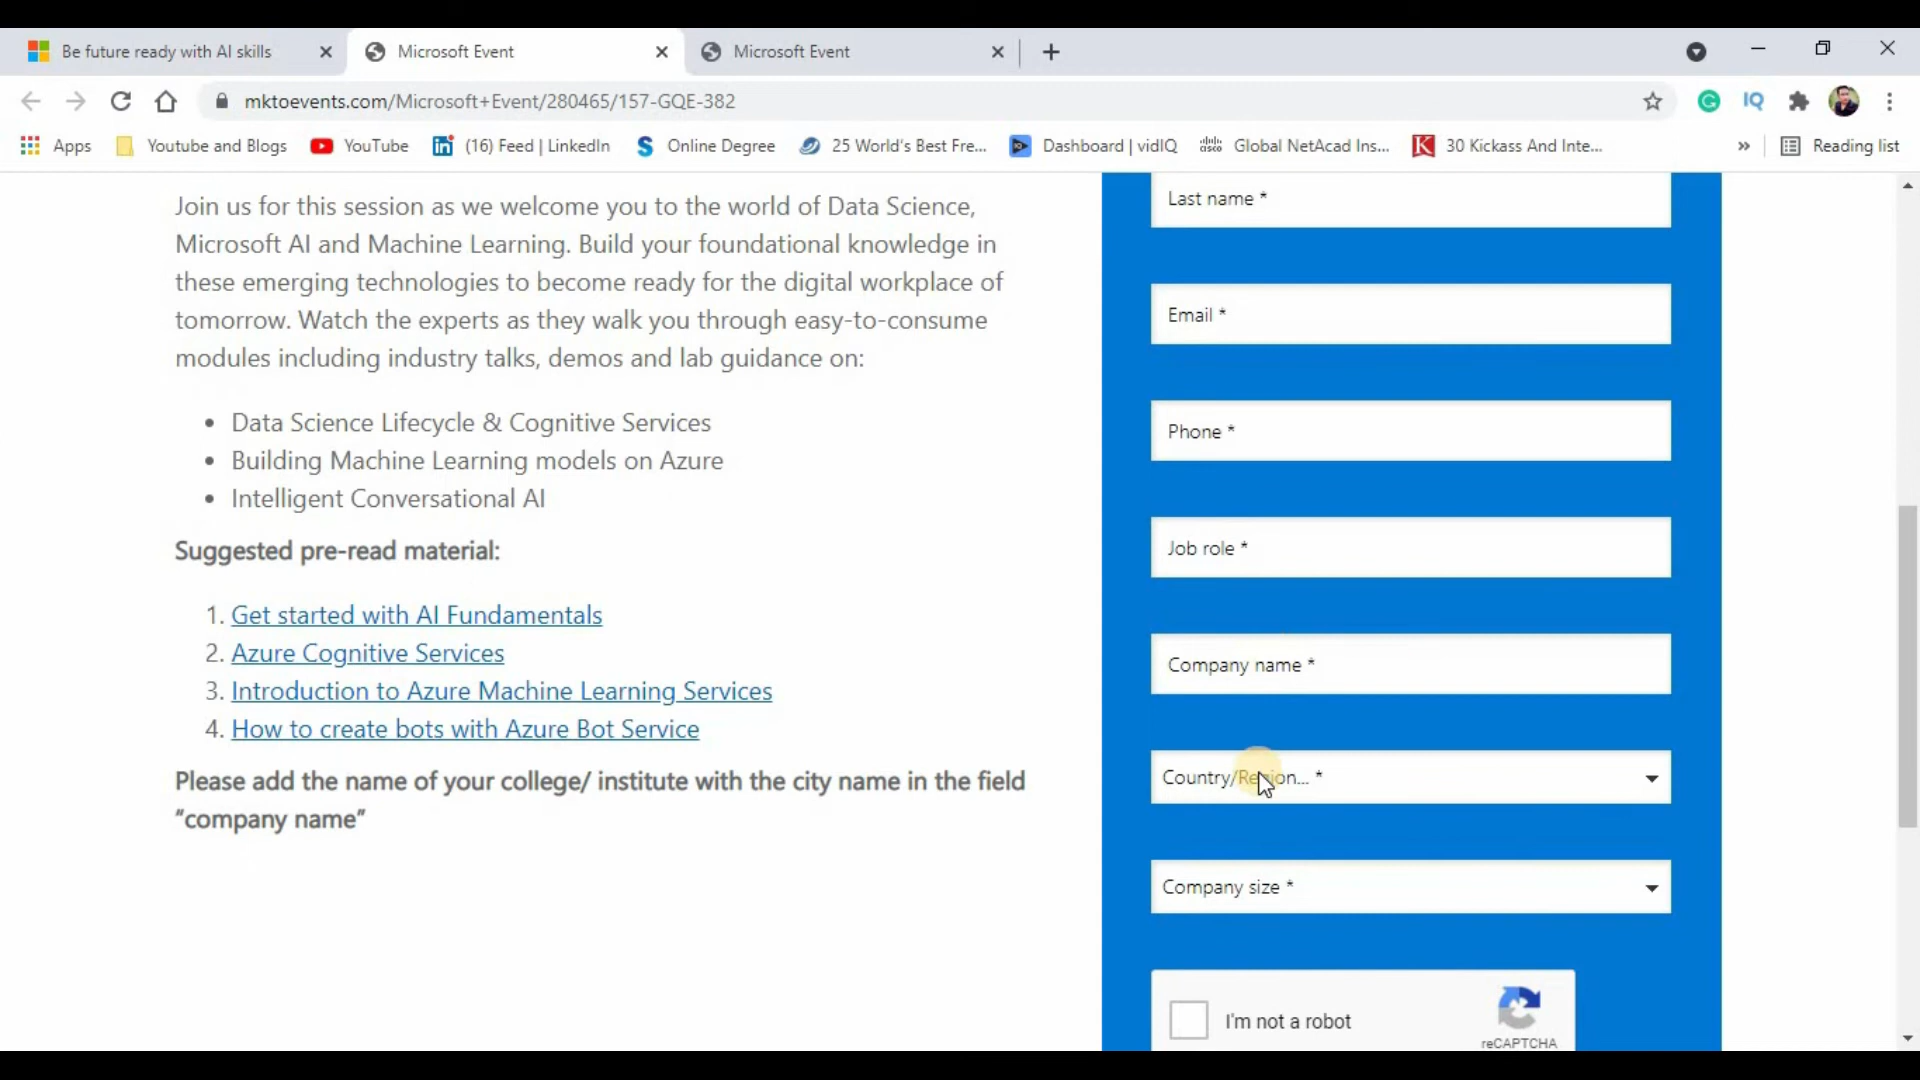 Be future ready with AI skills
Microsoft Event
Microsoft Event
mktoevents.com/Microsoft+Event/280465/157-GQE-382
Apps
Youtube and Blogs
YouTube
(16) Feed | LinkedIn
Online Degree
25 World's Best Fre...
Dashboard | vidIQ
Global NetAcad Ins...
30 Kickass And Inte...
»
Reading list
Join us for this session as we welcome you to the world of Data Science,
Microsoft AI and Machine Learning. Build your foundational knowledge in
these emerging technologies to become ready for the digital workplace of
tomorrow. Watch the experts as they walk you through easy-to-consume
modules including industry talks, demos and lab guidance on:
• Data Science Lifecycle & Cognitive Services
• Building Machine Learning models on Azure
• Intelligent Conversational AI
Suggested pre-read material:
1. Get started with AI Fundamentals
2. Azure Cognitive Services
3. Introduction to Azure Machine Learning Services
4. How to create bots with Azure Bot Service
Please add the name of your college/ institute with the city name in the field
“company name”
Last name *
Email *
Phone *
Job role *
Company name *
Country/Region... *
Company size *
I'm not a robot
reCAPTCHA